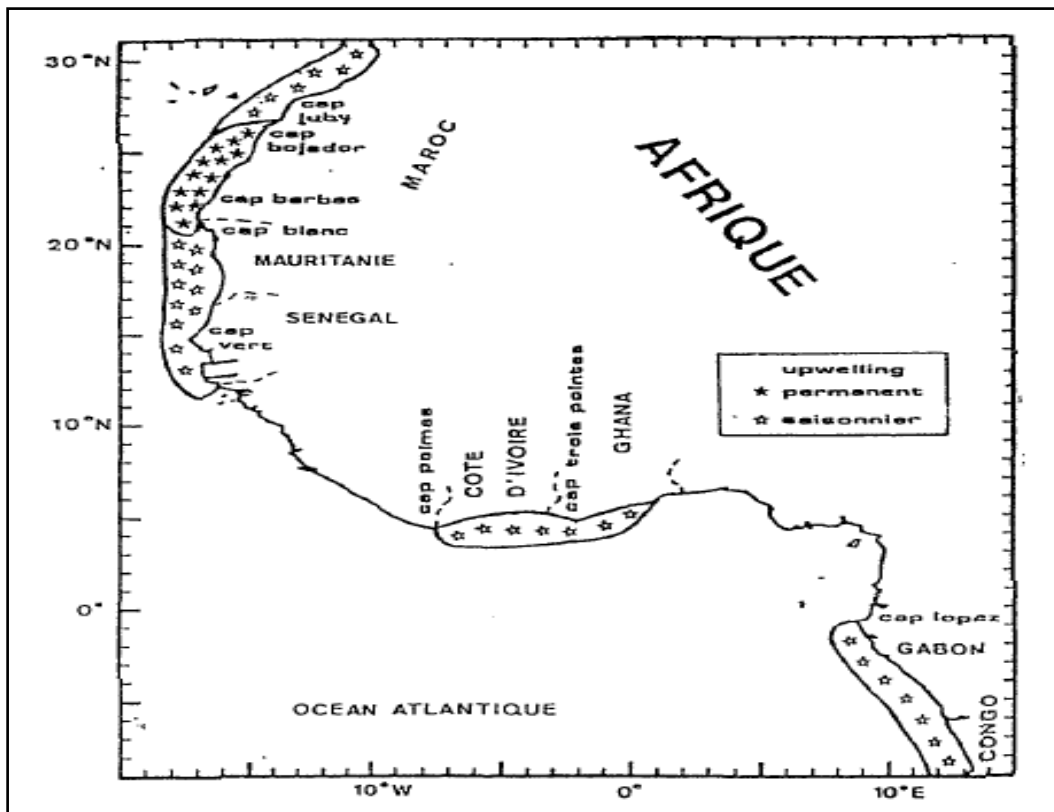 30°N
cap
juby
cap
bojador
MAROC
AFRIQUE
cap barbas
cap blanc
20°N
MAURITANIE
SENEGAL
cap
vert
upwelling
★ permanent
☆ saisonnier
10°N
cap palmas
COTE
D'IVOIRE
cap trois pointes
GHANA
0°
cap lopez
GABON
CONGO
OCEAN ATLANTIQUE
10°W
0°
10°E